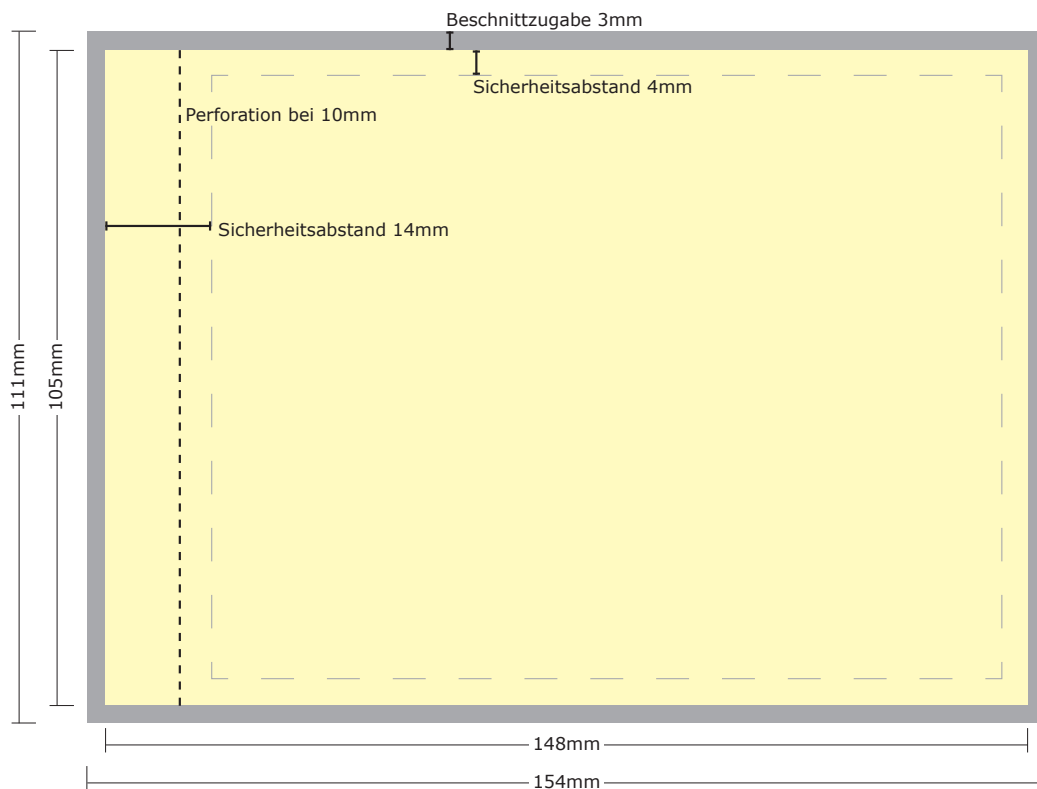 Beschnittzugabe 3mm
Sicherheitsabstand 4mm
Perforation bei 10mm
Sicherheitsabstand 14mm
111mm
105mm
148mm
154mm